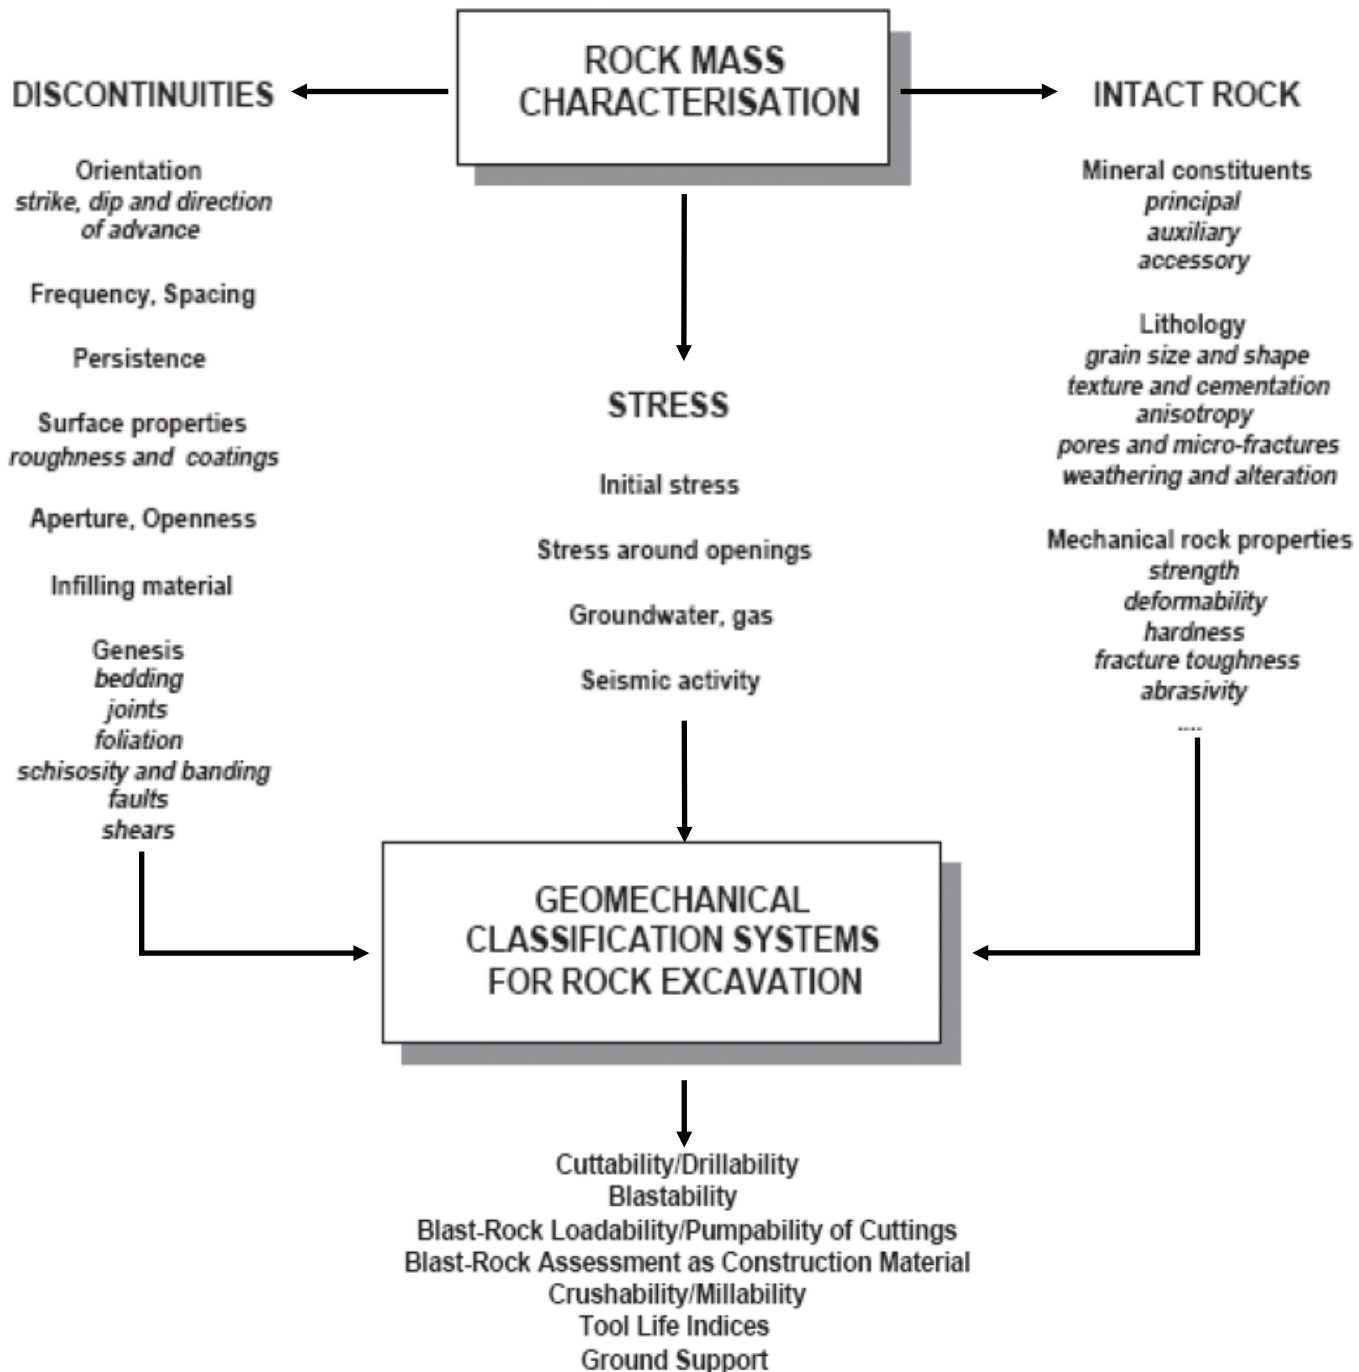 ROCK MASS
CHARACTERISATION
DISCONTINUITIES
Orientation
strike, dip and direction
of advance
Frequency, Spacing
Persistence
Surface properties
roughness and coatings
Aperture, Openness
Infilling material
Genesis
bedding
joints
foliation
schisosity and banding
faults
shears
STRESS
Initial stress
Stress around openings
Groundwater, gas
Seismic activity
INTACT ROCK
Mineral constituents
principal
auxiliary
accessory
Lithology
grain size and shape
texture and cementation
anisotropy
pores and micro-fractures
weathering and alteration
Mechanical rock properties
strength
deformability
hardness
fracture toughness
abrasivity
....
GEOMECHANICAL
CLASSIFICATION SYSTEMS
FOR ROCK EXCAVATION
Cuttability/Drillability
Blastability
Blast-Rock Loadability/Pumpability of Cuttings
Blast-Rock Assessment as Construction Material
Crushability/Millability
Tool Life Indices
Ground Support